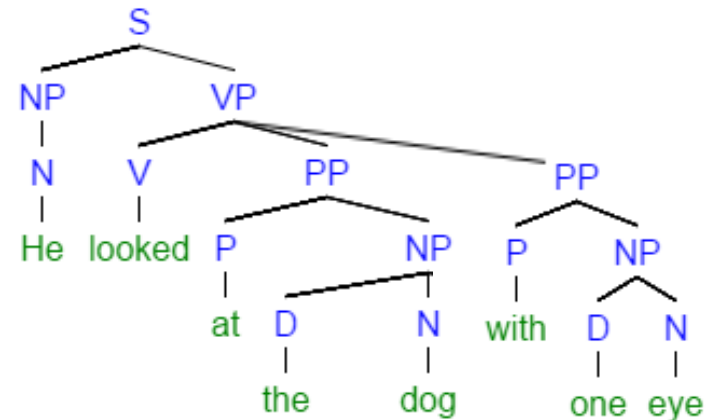 S
NP VP
N V PP PP
He looked P NP P NP
at D N with D N
the dog one eye